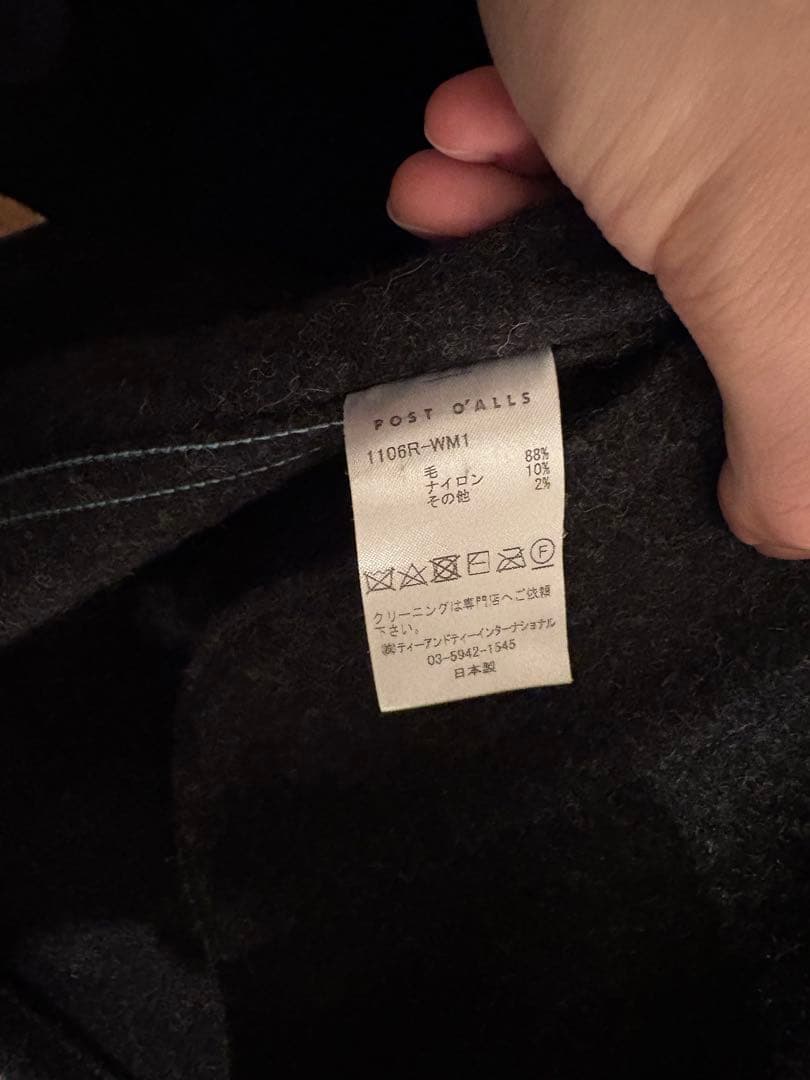 POST O'ALLS
1106R-WM1
毛 88%
ナイロン 10%
その他 2%
F
クリーニングは専門店へご依頼
下さい。
㈱ティーアンドティーインターナショナル
03-5942-1545
日本製